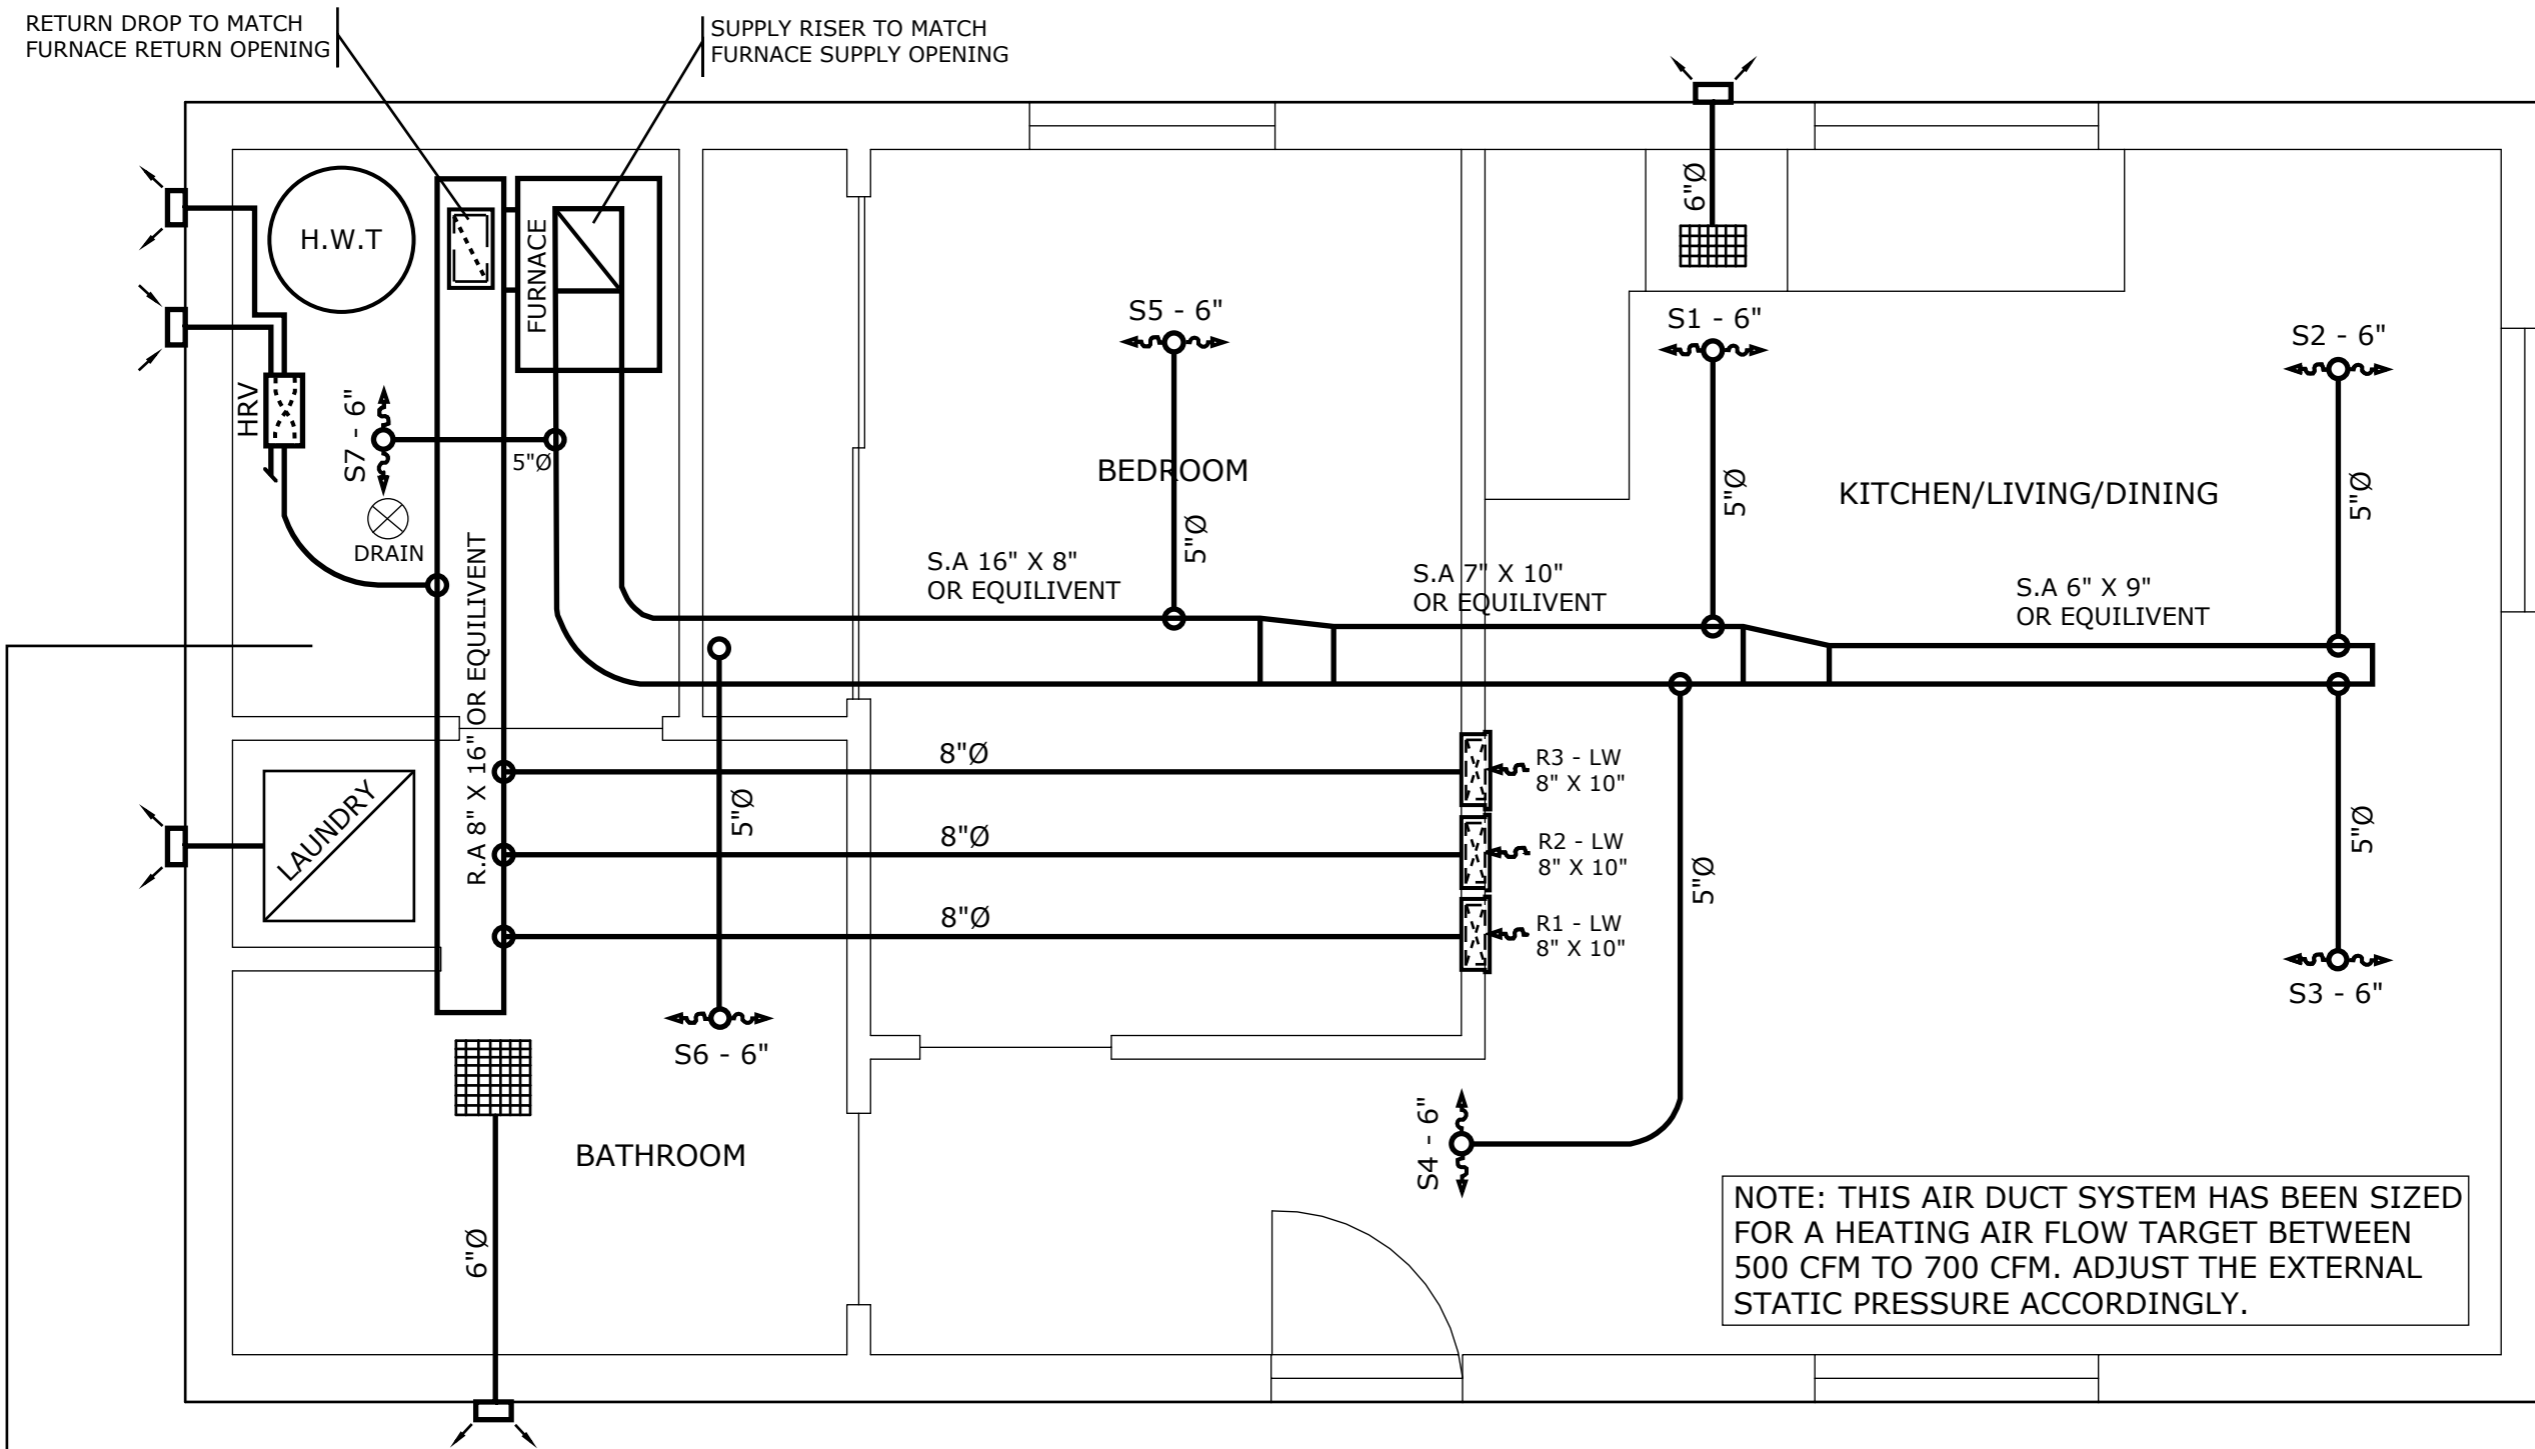 RETURN DROP TO MATCH
FURNACE RETURN OPENING
SUPPLY RISER TO MATCH
FURNACE SUPPLY OPENING
H.W.T
FURNACE
HRV
S7 - 6"
5"Ø
DRAIN
R.A 8" X 16" OR EQUILIVENT
LAUNDRY
S5 - 6"
BEDROOM
5"Ø
6"Ø
S1 - 6"
5"Ø
S2 - 6"
5"Ø
KITCHEN/LIVING/DINING
S.A 16" X 8"
OR EQUILIVENT
S.A 7" X 10"
OR EQUILIVENT
S.A 6" X 9"
OR EQUILIVENT
8"Ø
8"Ø
8"Ø
5"Ø
R3 - LW
8" X 10"
R2 - LW
8" X 10"
R1 - LW
8" X 10"
5"Ø
5"Ø
S3 - 6"
S6 - 6"
S4 - 6"
BATHROOM
6"Ø
NOTE: THIS AIR DUCT SYSTEM HAS BEEN SIZED
FOR A HEATING AIR FLOW TARGET BETWEEN
500 CFM TO 700 CFM. ADJUST THE EXTERNAL
STATIC PRESSURE ACCORDINGLY.